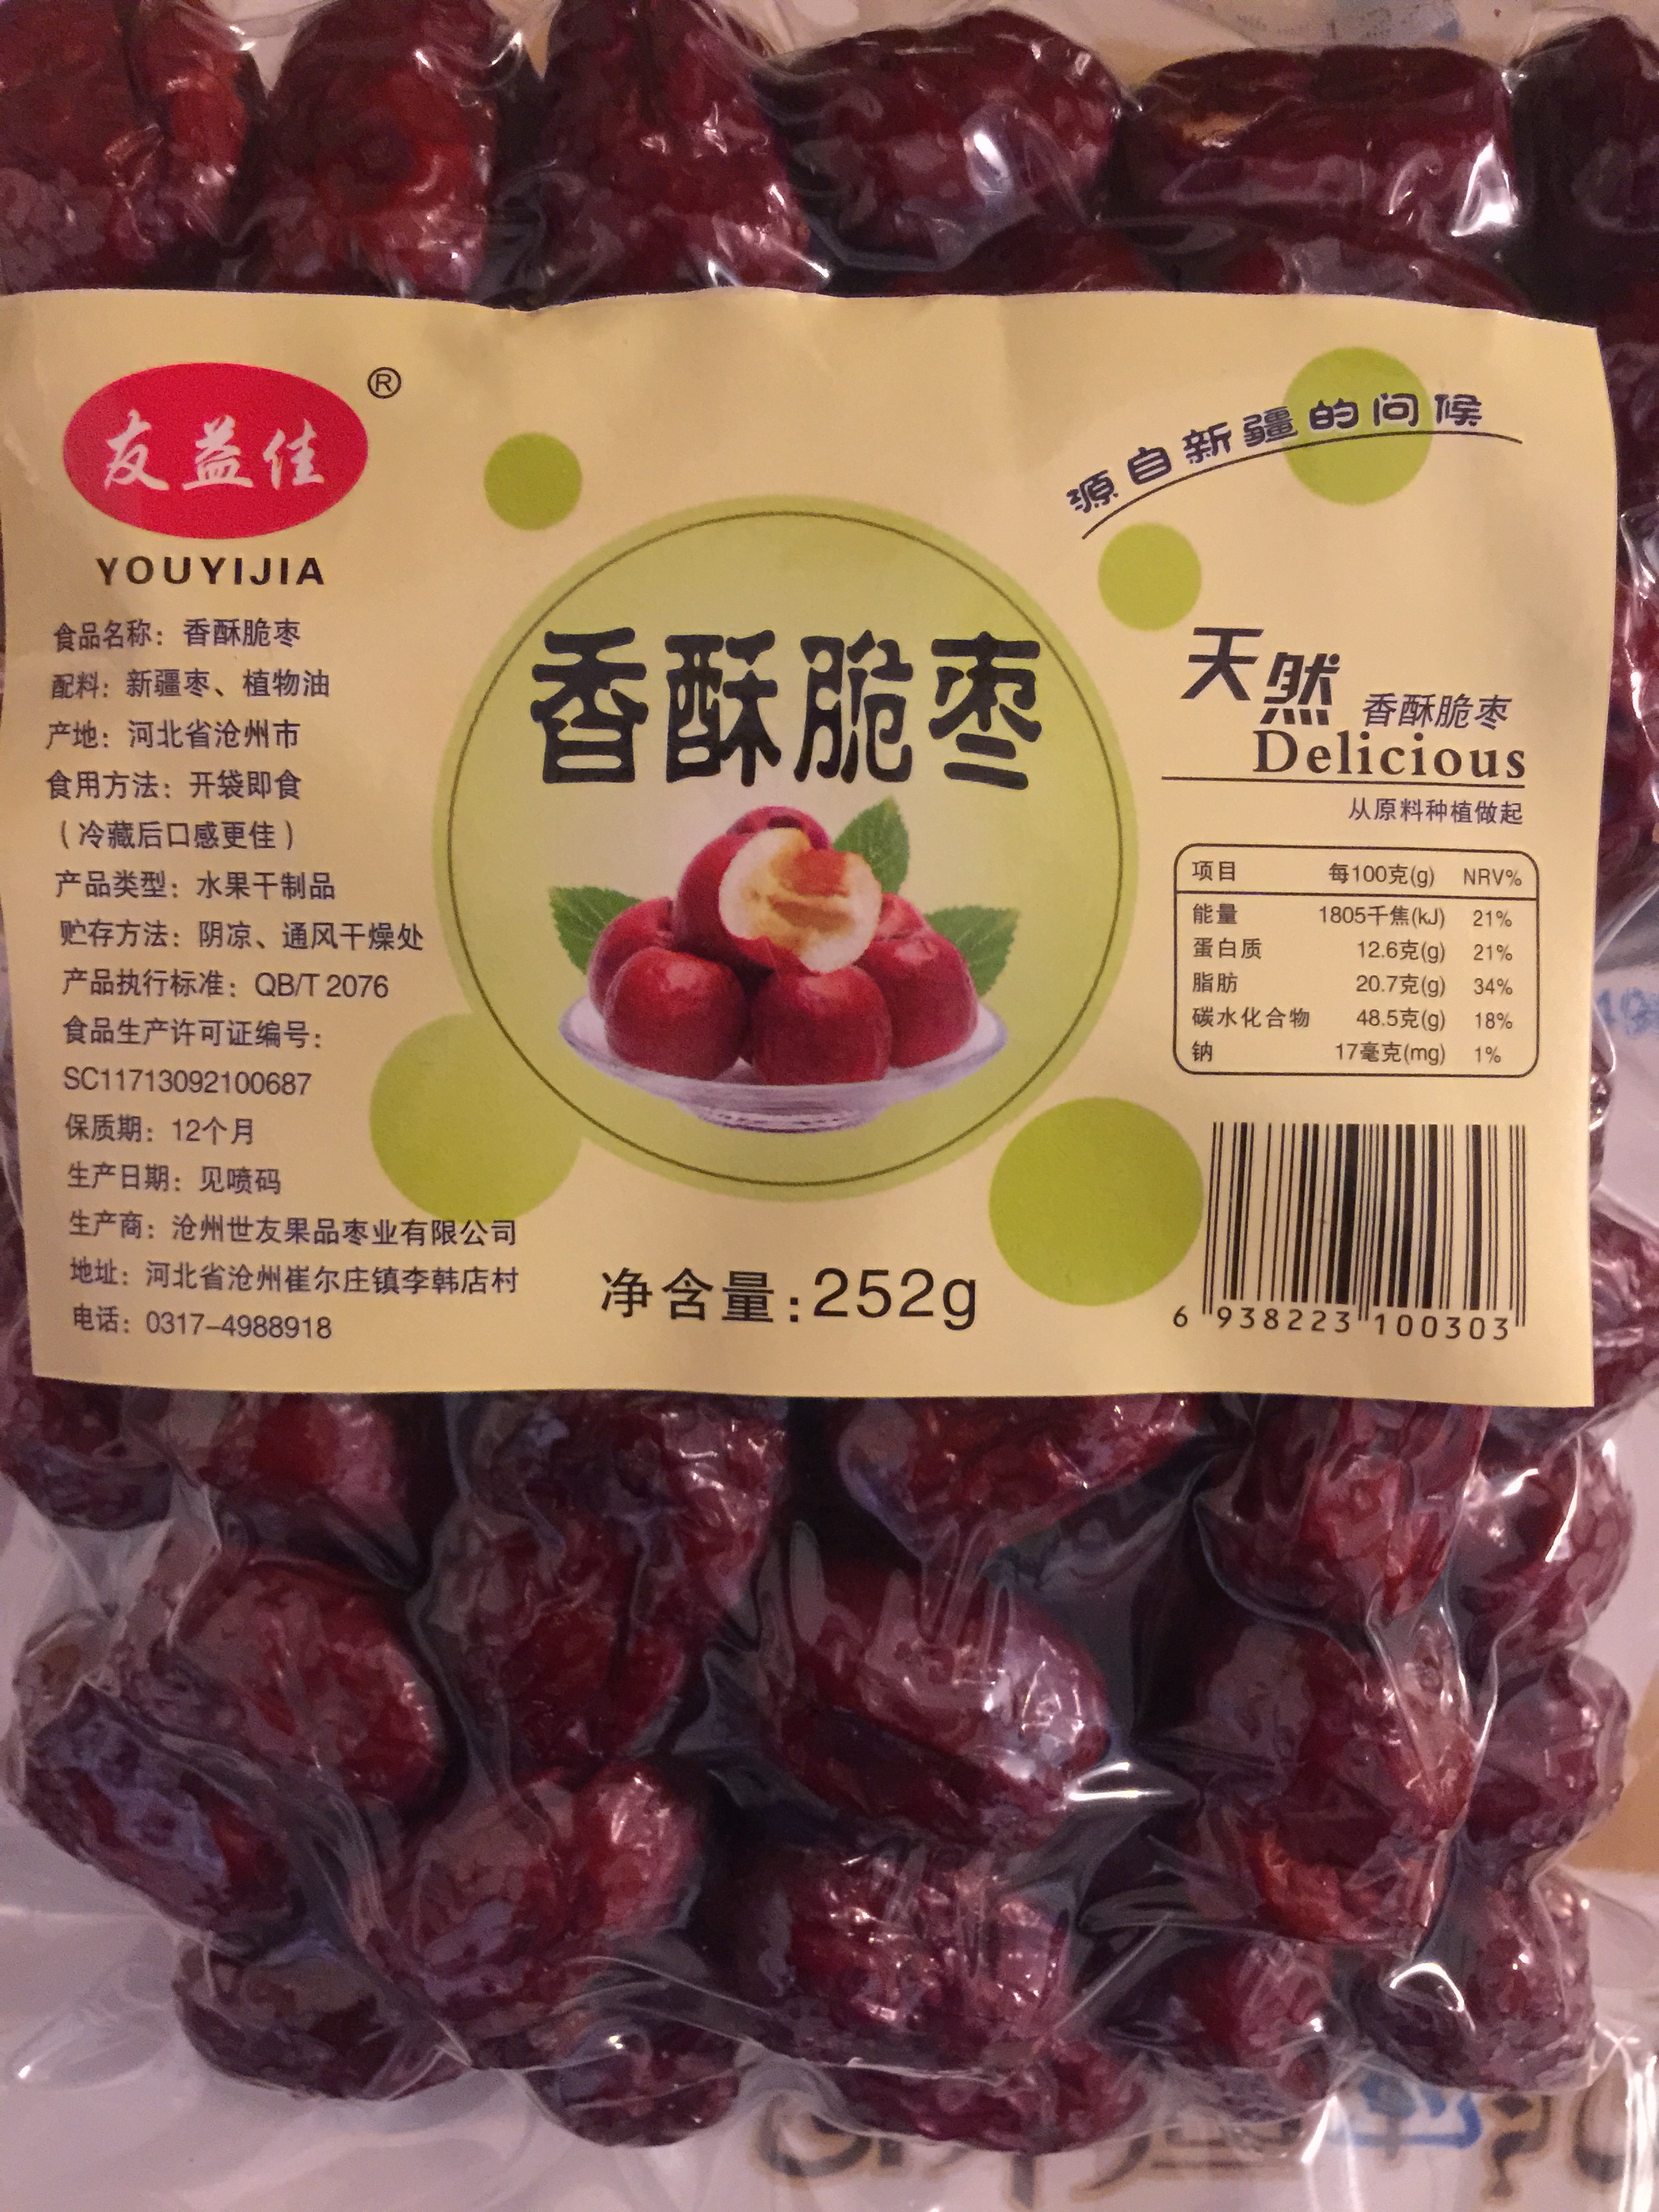 友益佳
®
YOUYIJIA
食品名称：香酥脆枣
配料：新疆枣、植物油
产地：河北省沧州市
食用方法：开袋即食
（冷藏后口感更佳）
产品类型：水果干制品
贮存方法：阴凉、通风干燥处
产品执行标准：QB/T 2076
食品生产许可证编号：
SC11713092100687
保质期：12个月
生产日期：见喷码
生产商：沧州世友果品枣业有限公司
地址：河北省沧州崔尔庄镇李韩店村
电话：0317-4988918
香酥脆枣
净含量：252g
源自新疆的问候
天然 香酥脆枣
Delicious
从原料种植做起
项目 每100克(g) NRV%
能量 1805千焦(kJ) 21%
蛋白质 12.6克(g) 21%
脂肪 20.7克(g) 34%
碳水化合物 48.5克(g) 18%
钠 17毫克(mg) 1%
6 938223 100303